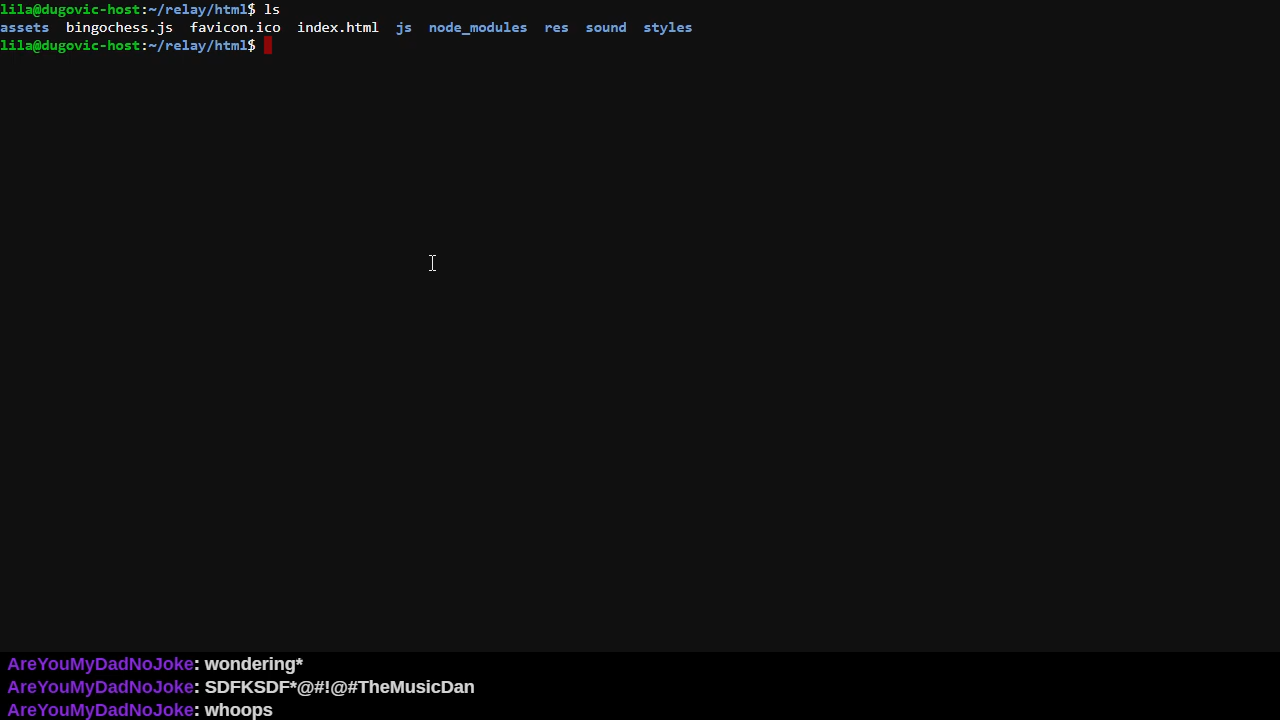 lila@dugovic-host:~/relay/html$ ls
assets bingochess.js favicon.ico index.html js node_modules res sound styles
lila@dugovic-host:~/relay/html$
AreYouMyDadNoJoke: wondering*
AreYouMyDadNoJoke: SDFKSDF*@#!@#TheMusicDan
AreYouMyDadNoJoke: whoops